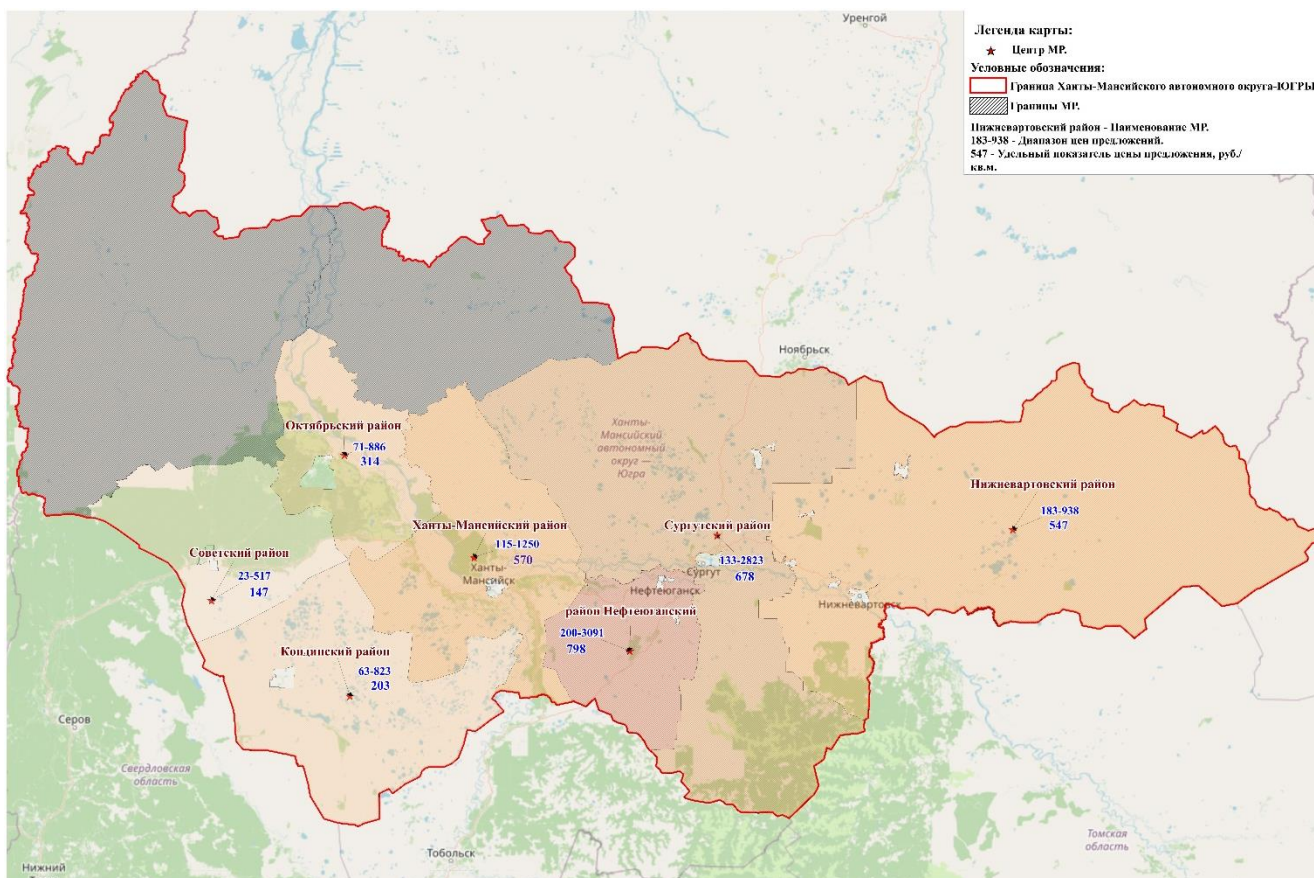 Уренгой
Легенда карты:
Центр МР.
Условные обозначения:
Граница Ханты-Мансийского автономного округа-ЮГРЫ
Границы МР.
Нижневартовский район - Наименование МР.
183-938 - Диапазон цен предложений.
547 - Удельный показатель цены предложения, руб./
кв.м.
Ноябрьск
Ханты-
Мансийский
автономный
округ —
Югра
Октябрьский район
71-886
314
Нижневартовский район
183-938
547
Ханты-Мансийский район
115-1250
570
Ханты-
Мансийск
Сургутский район
133-2823
678
Сургут
Советский район
23-517
147
Нефтеюганск
Нижневартовск
район Нефтеюганский
200-3091
798
Кондинский район
63-823
203
Серов
Свердловская
область
Тобольск
Томская
область
Нижний